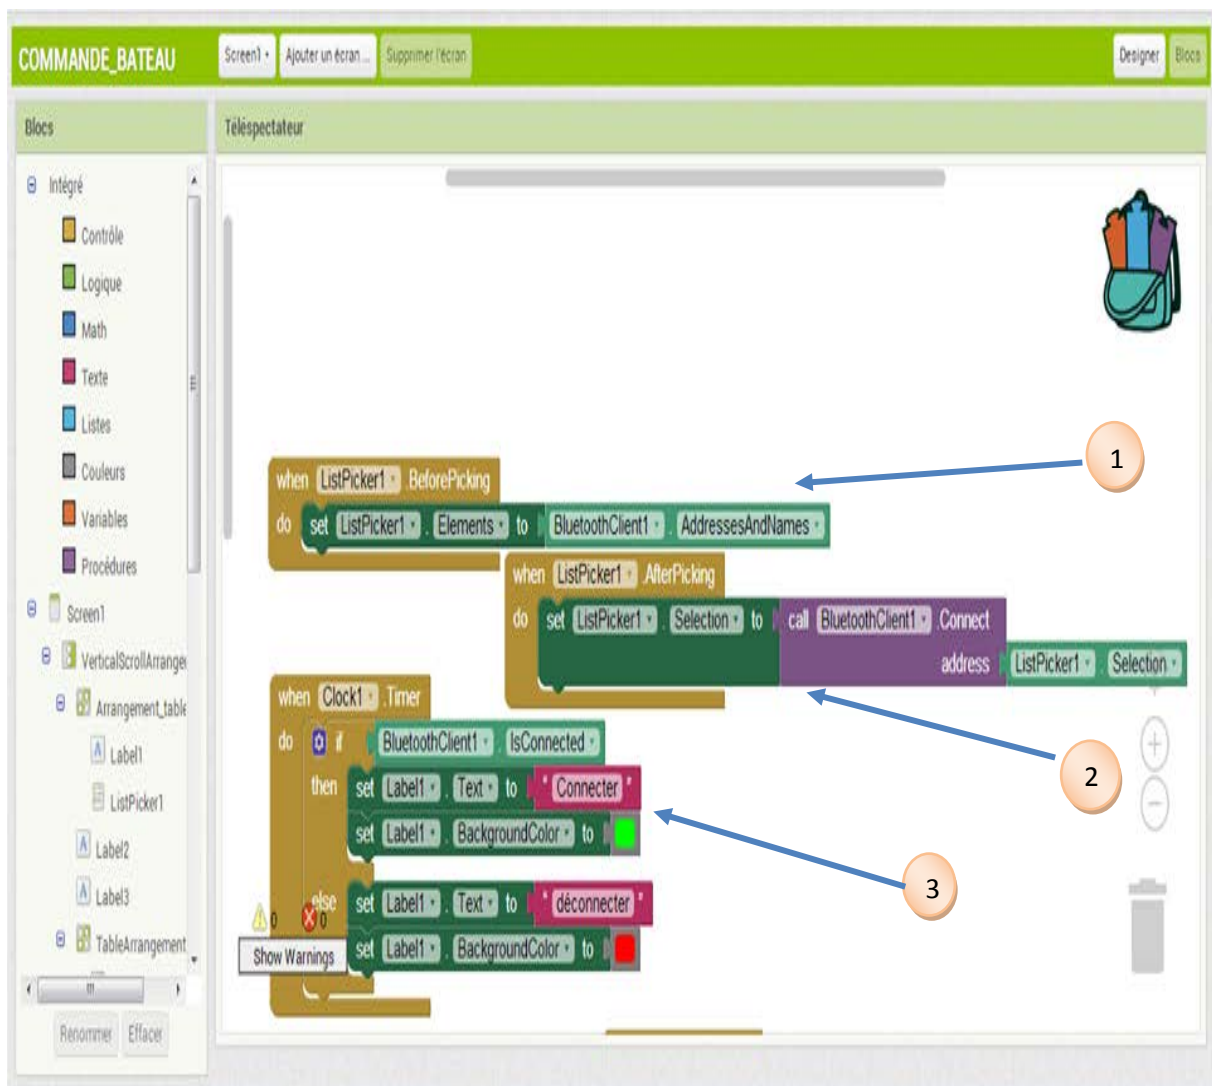 COMMANDE_BATEAU Screen1 Ajouter un écran... Supprimer l'écran Designer Blocs
Blocs
Téléspectateur
Intégré
Contrôle
Logique
Math
Texte
Listes
Couleurs
Variables
Procédures
Screen1
VerticalScrollArranger
Arrangement_table
Label1
ListPicker1
Label2
Label3
TableArrangement
Renommer Effacer
1
when ListPicker1 .BeforePicking
do set ListPicker1 . Elements to BluetoothClient1 . AddressesAndNames
when ListPicker1 .AfterPicking
do set ListPicker1 . Selection to call BluetoothClient1 .Connect
address ListPicker1 . Selection
2
when Clock1 .Timer
do if BluetoothClient1 . IsConnected
then set Label1 . Text to " Connecter "
set Label1 . BackgroundColor to
3
else set Label1 . Text to " déconnecter "
set Label1 . BackgroundColor to
0 0
Show Warnings